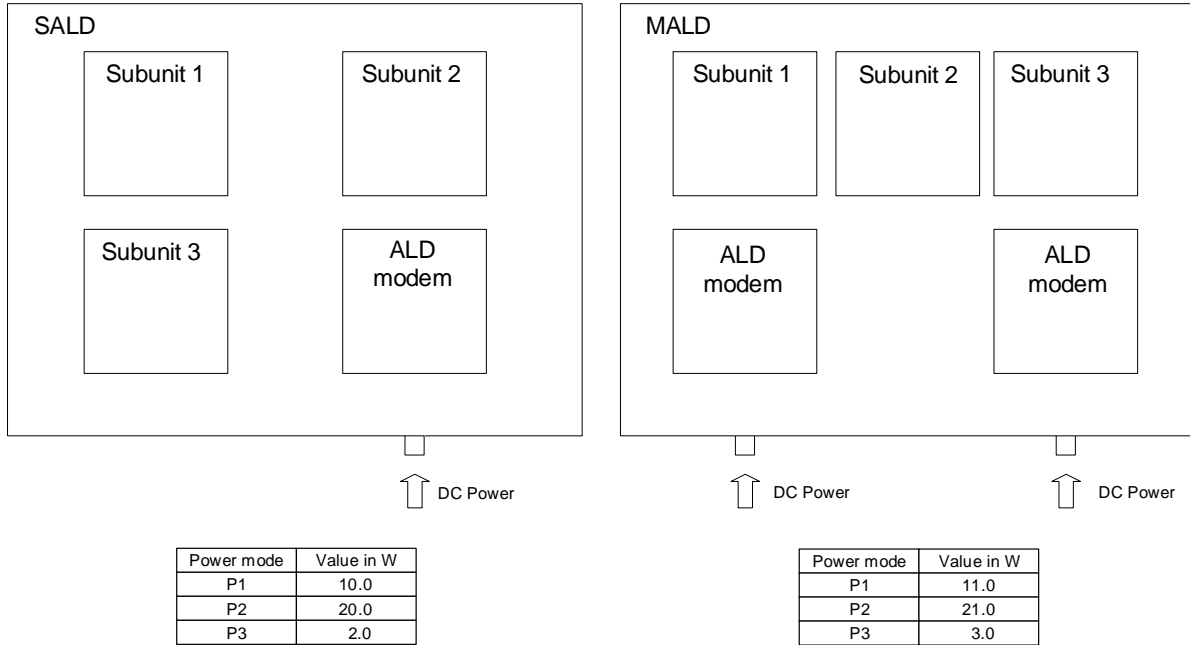 SALD
Subunit 1
Subunit 2
Subunit 3
ALD
modem
DC Power
Power mode Value in W
P1 10.0
P2 20.0
P3 2.0
MALD
Subunit 1
Subunit 2
Subunit 3
ALD
modem
ALD
modem
DC Power
DC Power
Power mode Value in W
P1 11.0
P2 21.0
P3 3.0